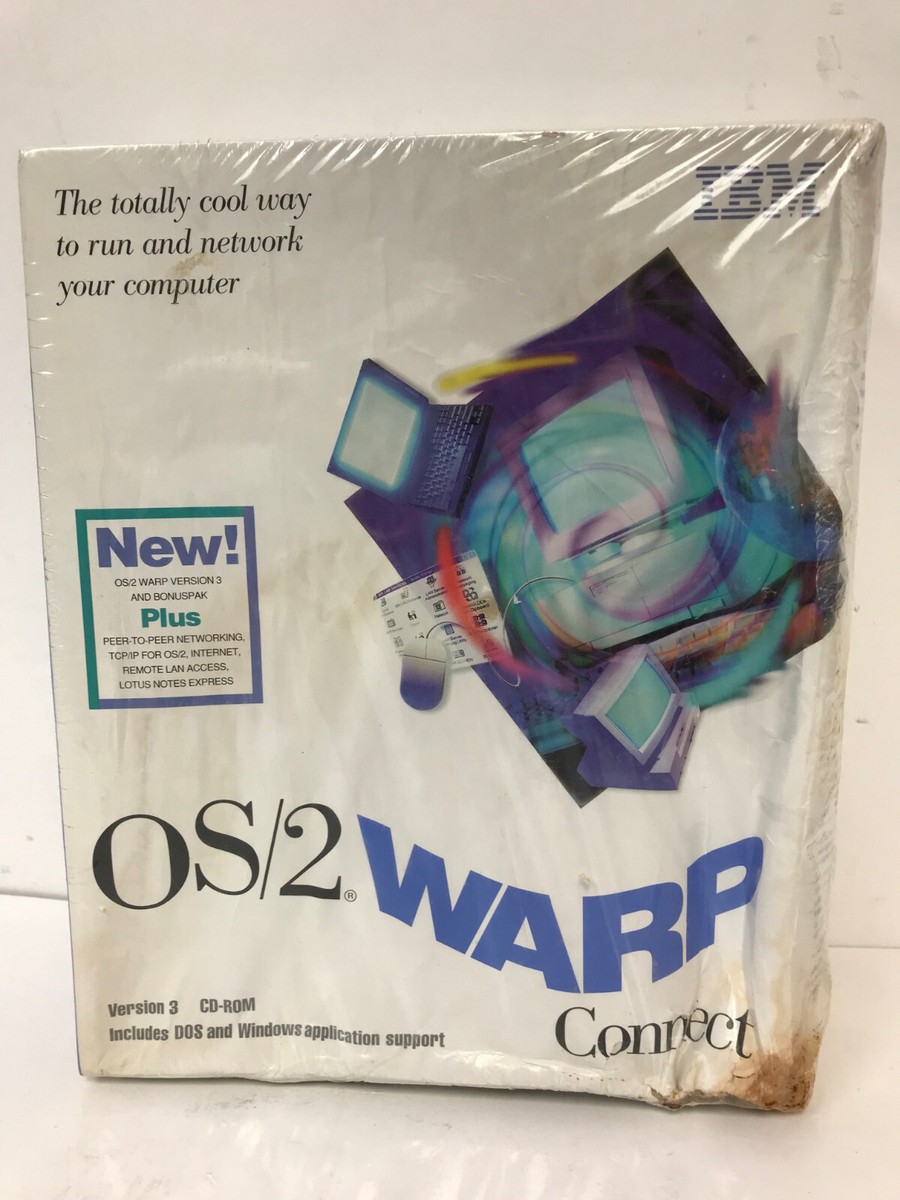 The totally cool way
to run and network
your computer
IBM
New!
OS/2 WARP VERSION 3
AND BONUSPAK
Plus
PEER-TO-PEER NETWORKING,
TCP/IP FOR OS/2, INTERNET,
REMOTE LAN ACCESS,
LOTUS NOTES EXPRESS
OS/2®
WARP
Connect
Version 3 CD-ROM
Includes DOS and Windows application support